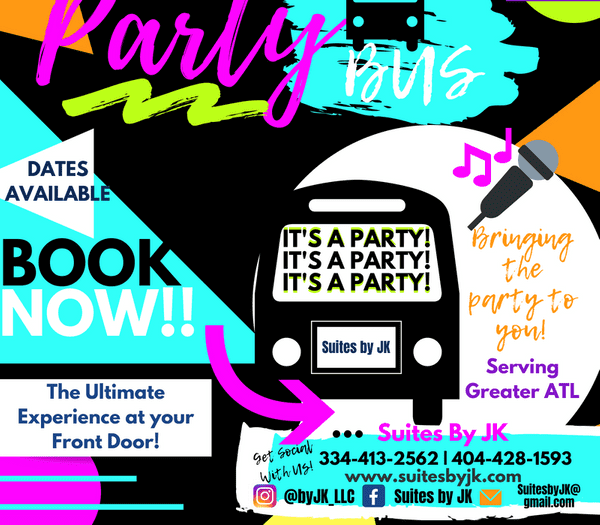 Party
BUS
DATES
AVAILABLE
BOOK
NOW!!
IT'S A PARTY!
IT'S A PARTY!
IT'S A PARTY!
Suites by JK
Bringing
the
party to
you!
Serving
Greater ATL
The Ultimate
Experience at your
Front Door!
Suites By JK
Get Social
With Us!
334-413-2562 | 404-428-1593
www.suitesbyjk.com
@byJK_LLC
Suites by JK
SuitesbyJK@
gmail.com